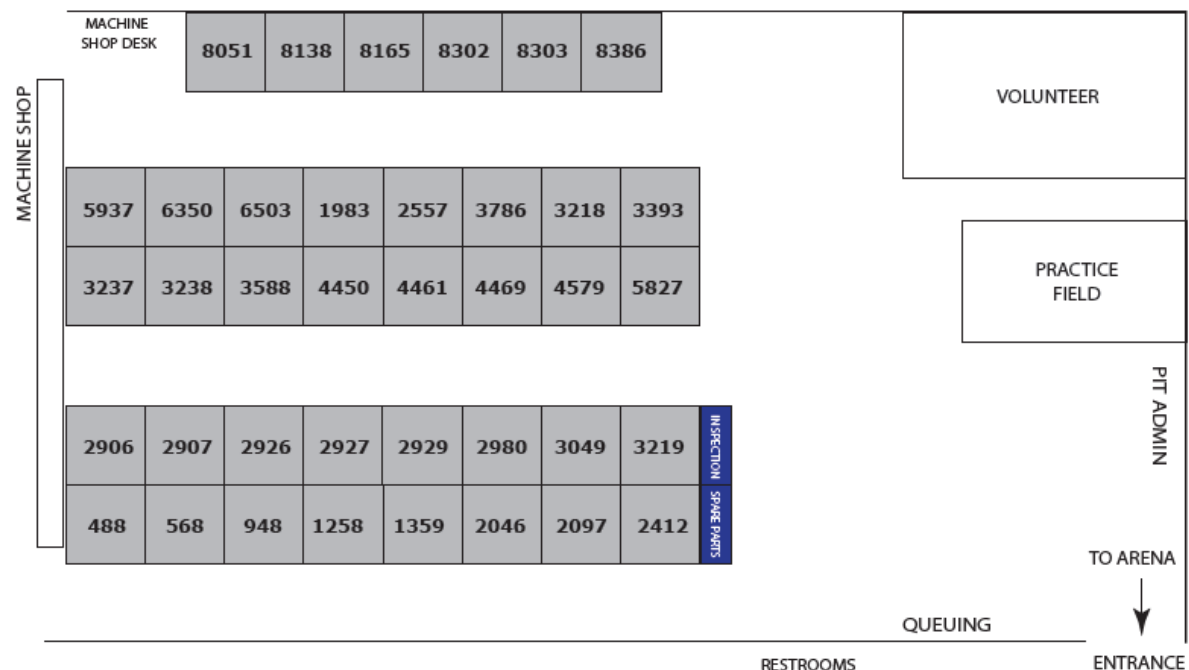 MACHINE
SHOP DESK
8051 8138 8165 8302 8303 8386
VOLUNTEER
MACHINE SHOP
5937 6350 6503 1983 2557 3786 3218 3393
3237 3238 3588 4450 4461 4469 4579 5827
PRACTICE
FIELD
PIT ADMIN
2906 2907 2926 2927 2929 2980 3049 3219 INSPECTION
488 568 948 1258 1359 2046 2097 2412 SPARE PARTS
TO ARENA
QUEUING
RESTROOMS
ENTRANCE